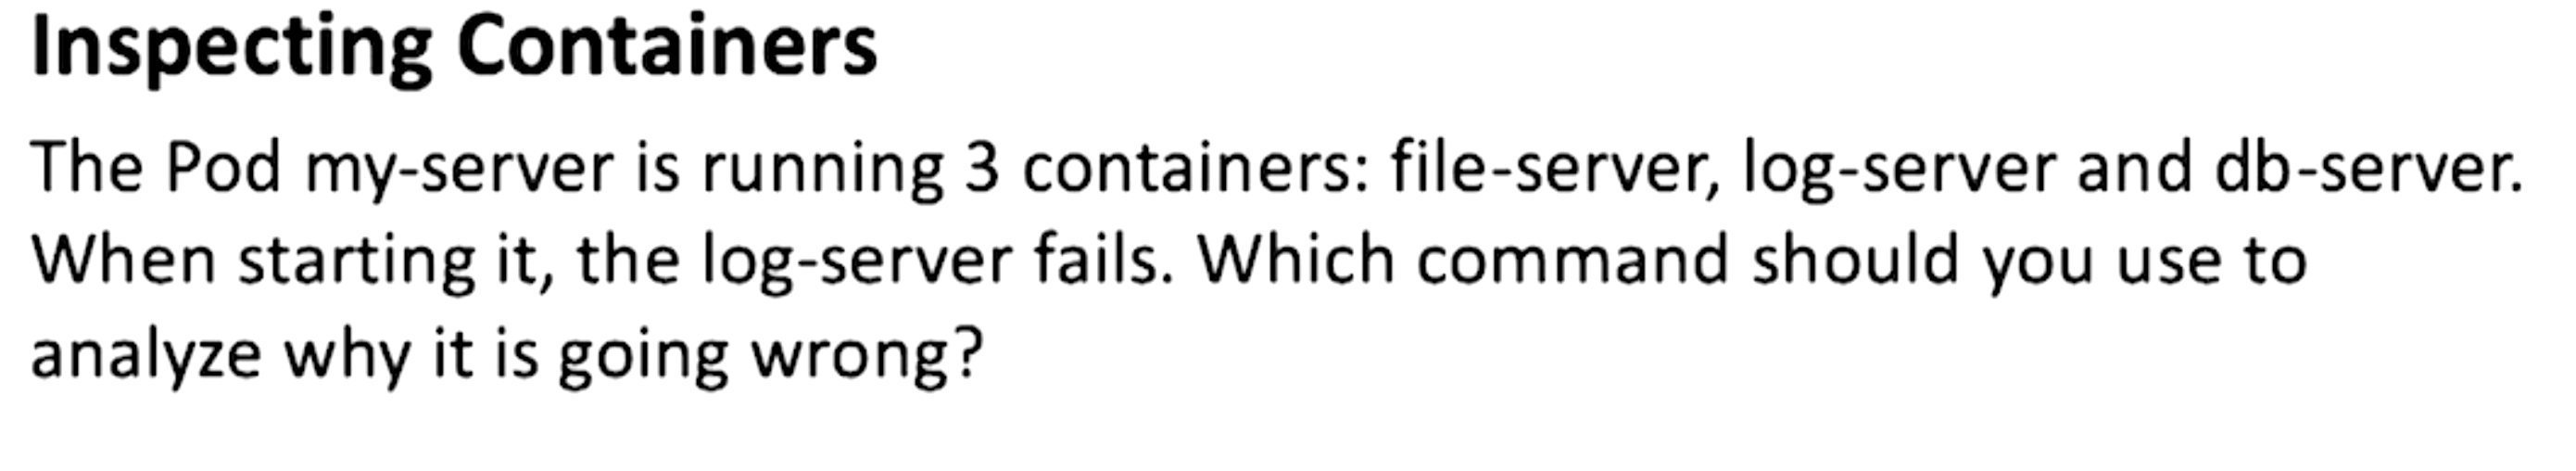 Inspecting Containers
The Pod my-server is running 3 containers: file-server, log-server and db-server.
When starting it, the log-server fails. Which command should you use to
analyze why it is going wrong?